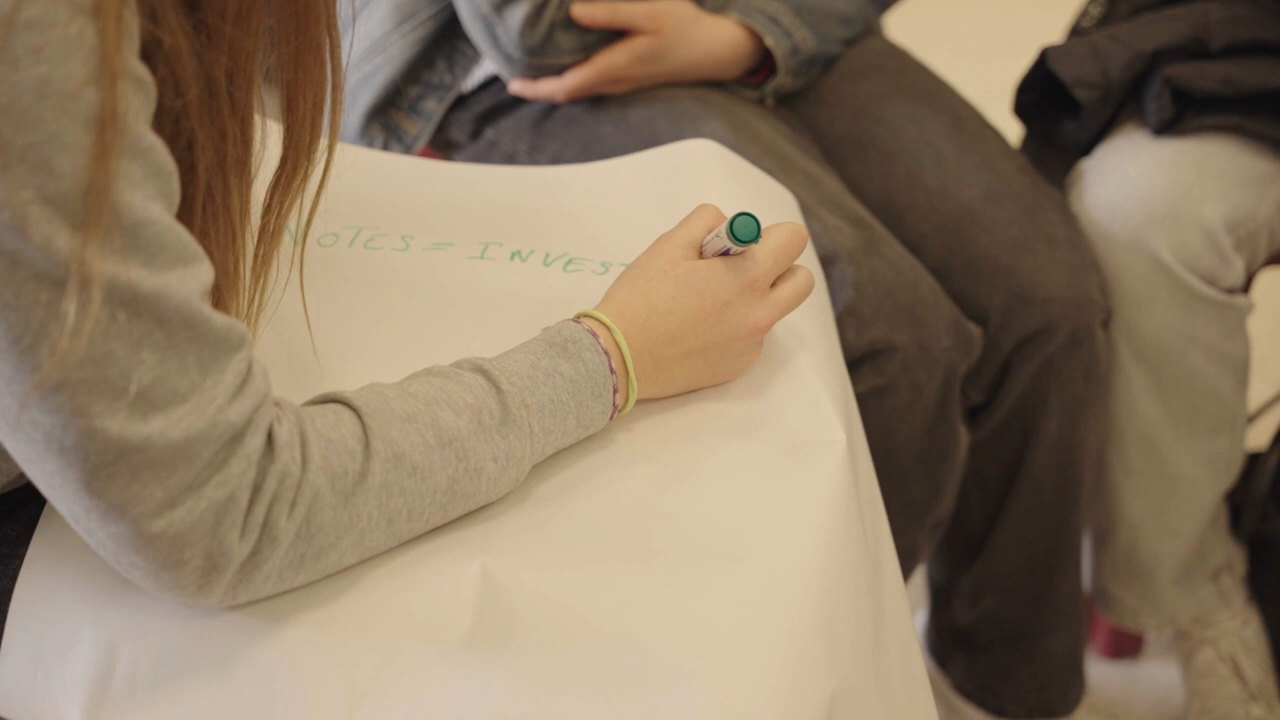 NOTES = INVEST